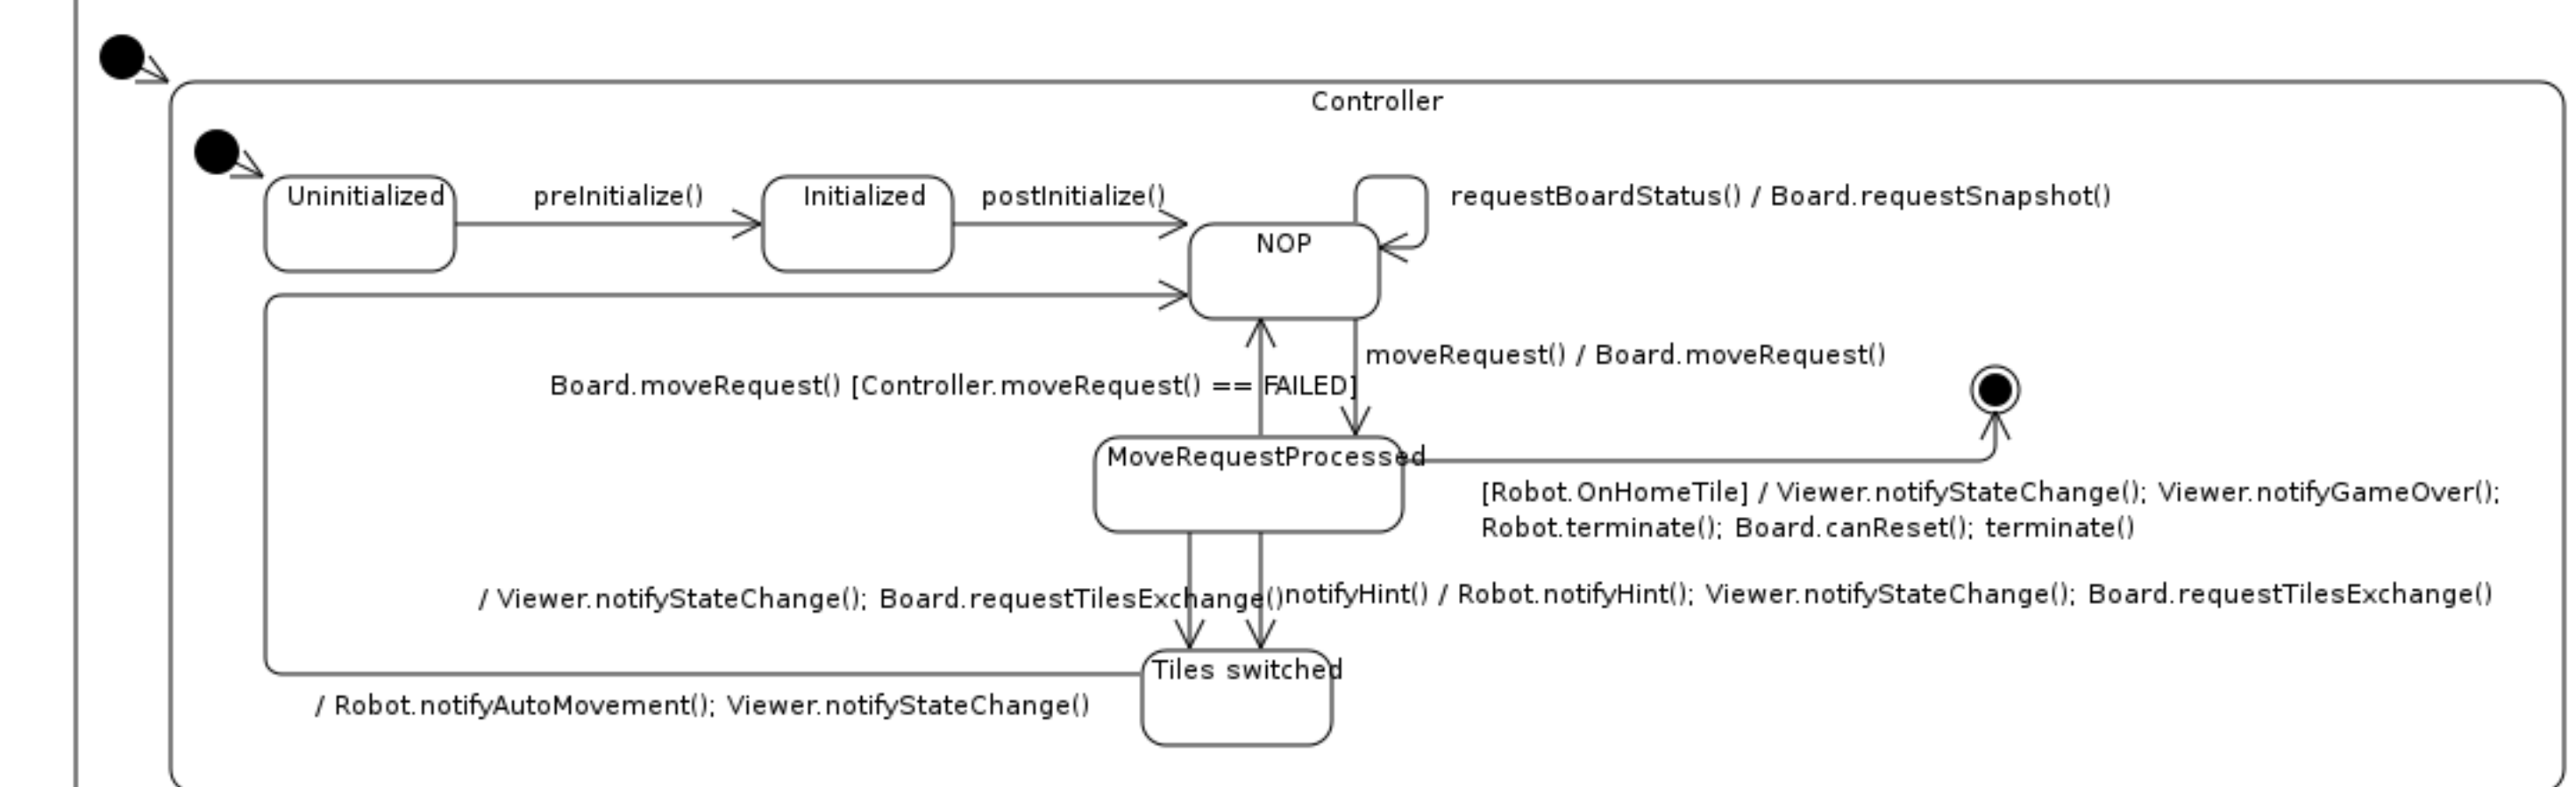 Controller
Uninitialized
preInitialize()
Initialized
postInitialize()
requestBoardStatus() / Board.requestSnapshot()
NOP
moveRequest() / Board.moveRequest()
Board.moveRequest() [Controller.moveRequest() == FAILED]
MoveRequestProcessed
[Robot.OnHomeTile] / Viewer.notifyStateChange(); Viewer.notifyGameOver();
Robot.terminate(); Board.canReset(); terminate()
/ Viewer.notifyStateChange(); Board.requestTilesExchange()
notifyHint() / Robot.notifyHint(); Viewer.notifyStateChange(); Board.requestTilesExchange()
Tiles switched
/ Robot.notifyAutoMovement(); Viewer.notifyStateChange()